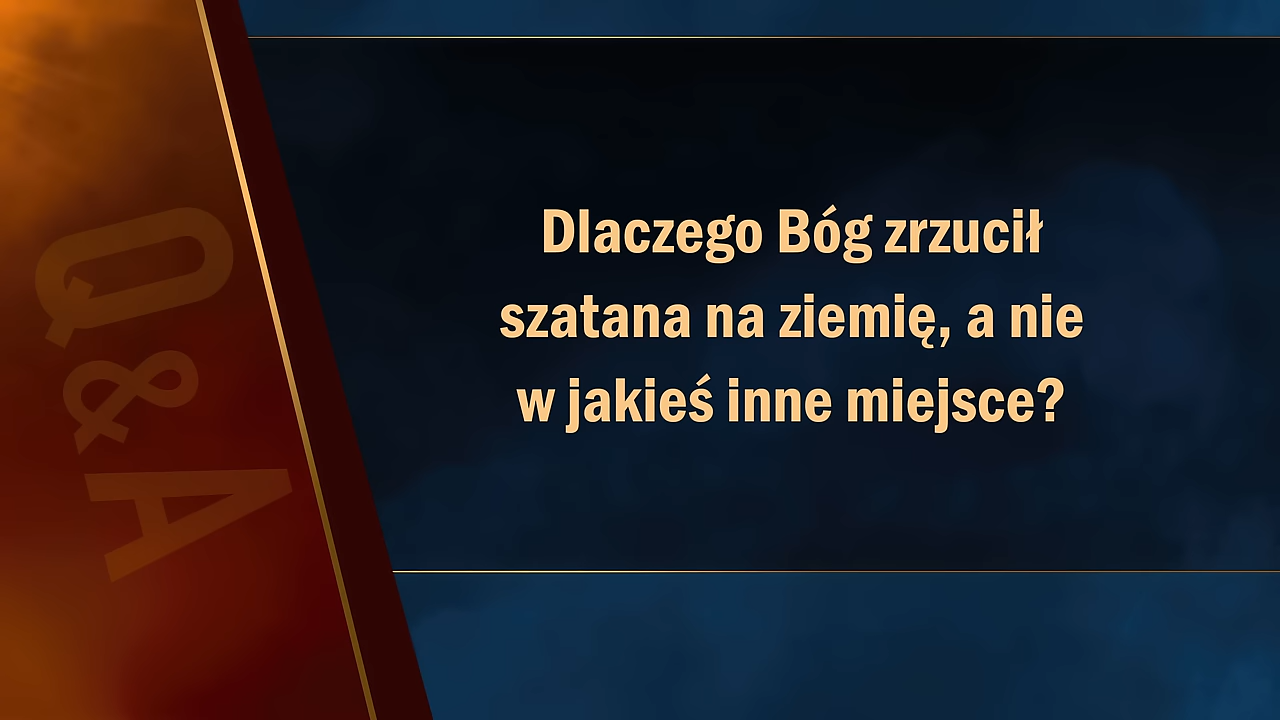 Q & A
Dlaczego Bóg zrzucił
szatana na ziemię, a nie
w jakieś inne miejsce?